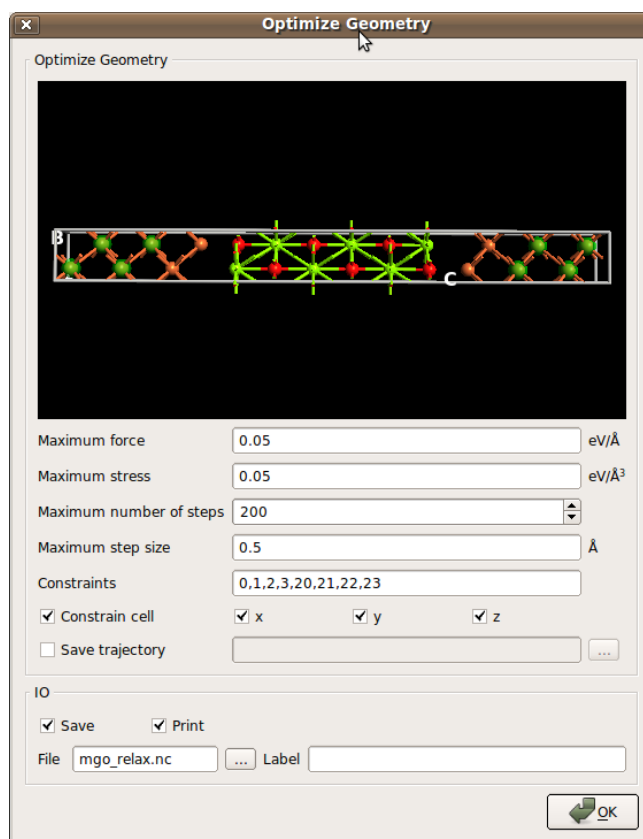 Optimize Geometry
Optimize Geometry
B
C
Maximum force 0.05 eV/Å
Maximum stress 0.05 eV/Å³
Maximum number of steps 200
Maximum step size 0.5 Å
Constraints 0,1,2,3,20,21,22,23
Constrain cell x y z
Save trajectory ...
IO
Save Print
File mgo_relax.nc ... Label
OK